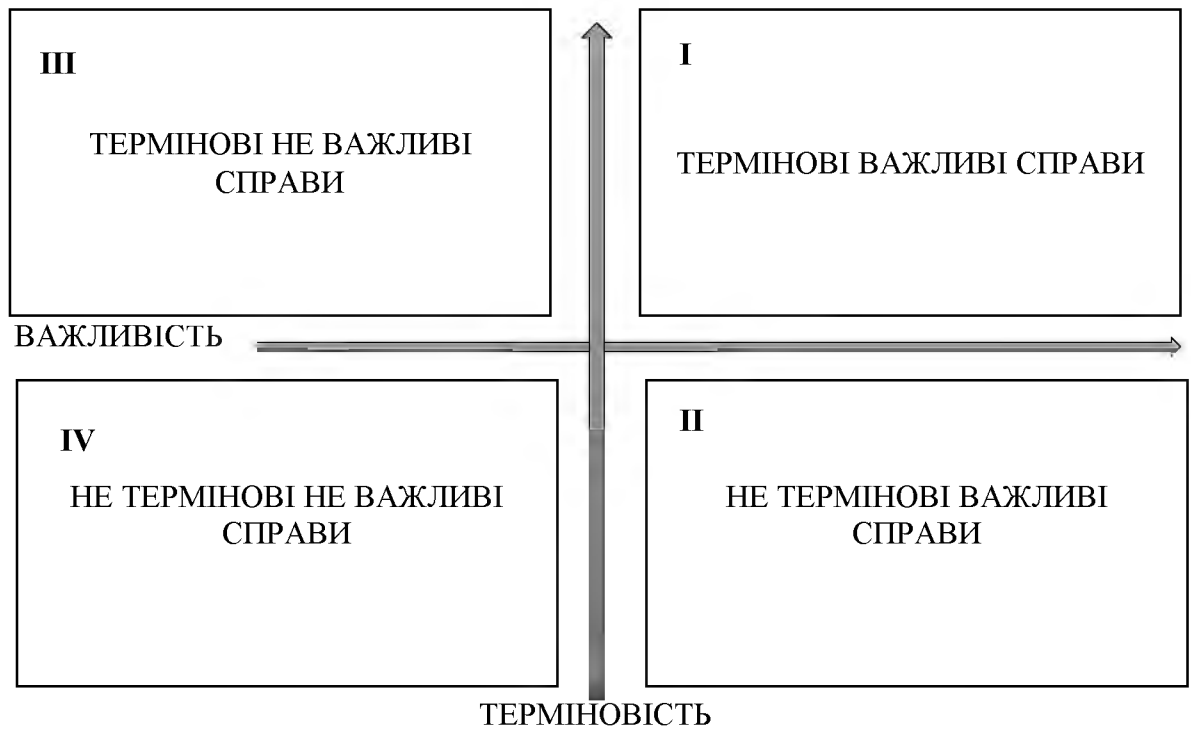 III
ТЕРМІНОВІ НЕ ВАЖЛИВІ
СПРАВИ
I
ТЕРМІНОВІ ВАЖЛИВІ СПРАВИ
ВАЖЛИВІСТЬ
IV
НЕ ТЕРМІНОВІ НЕ ВАЖЛИВІ
СПРАВИ
II
НЕ ТЕРМІНОВІ ВАЖЛИВІ
СПРАВИ
ТЕРМІНОВІСТЬ